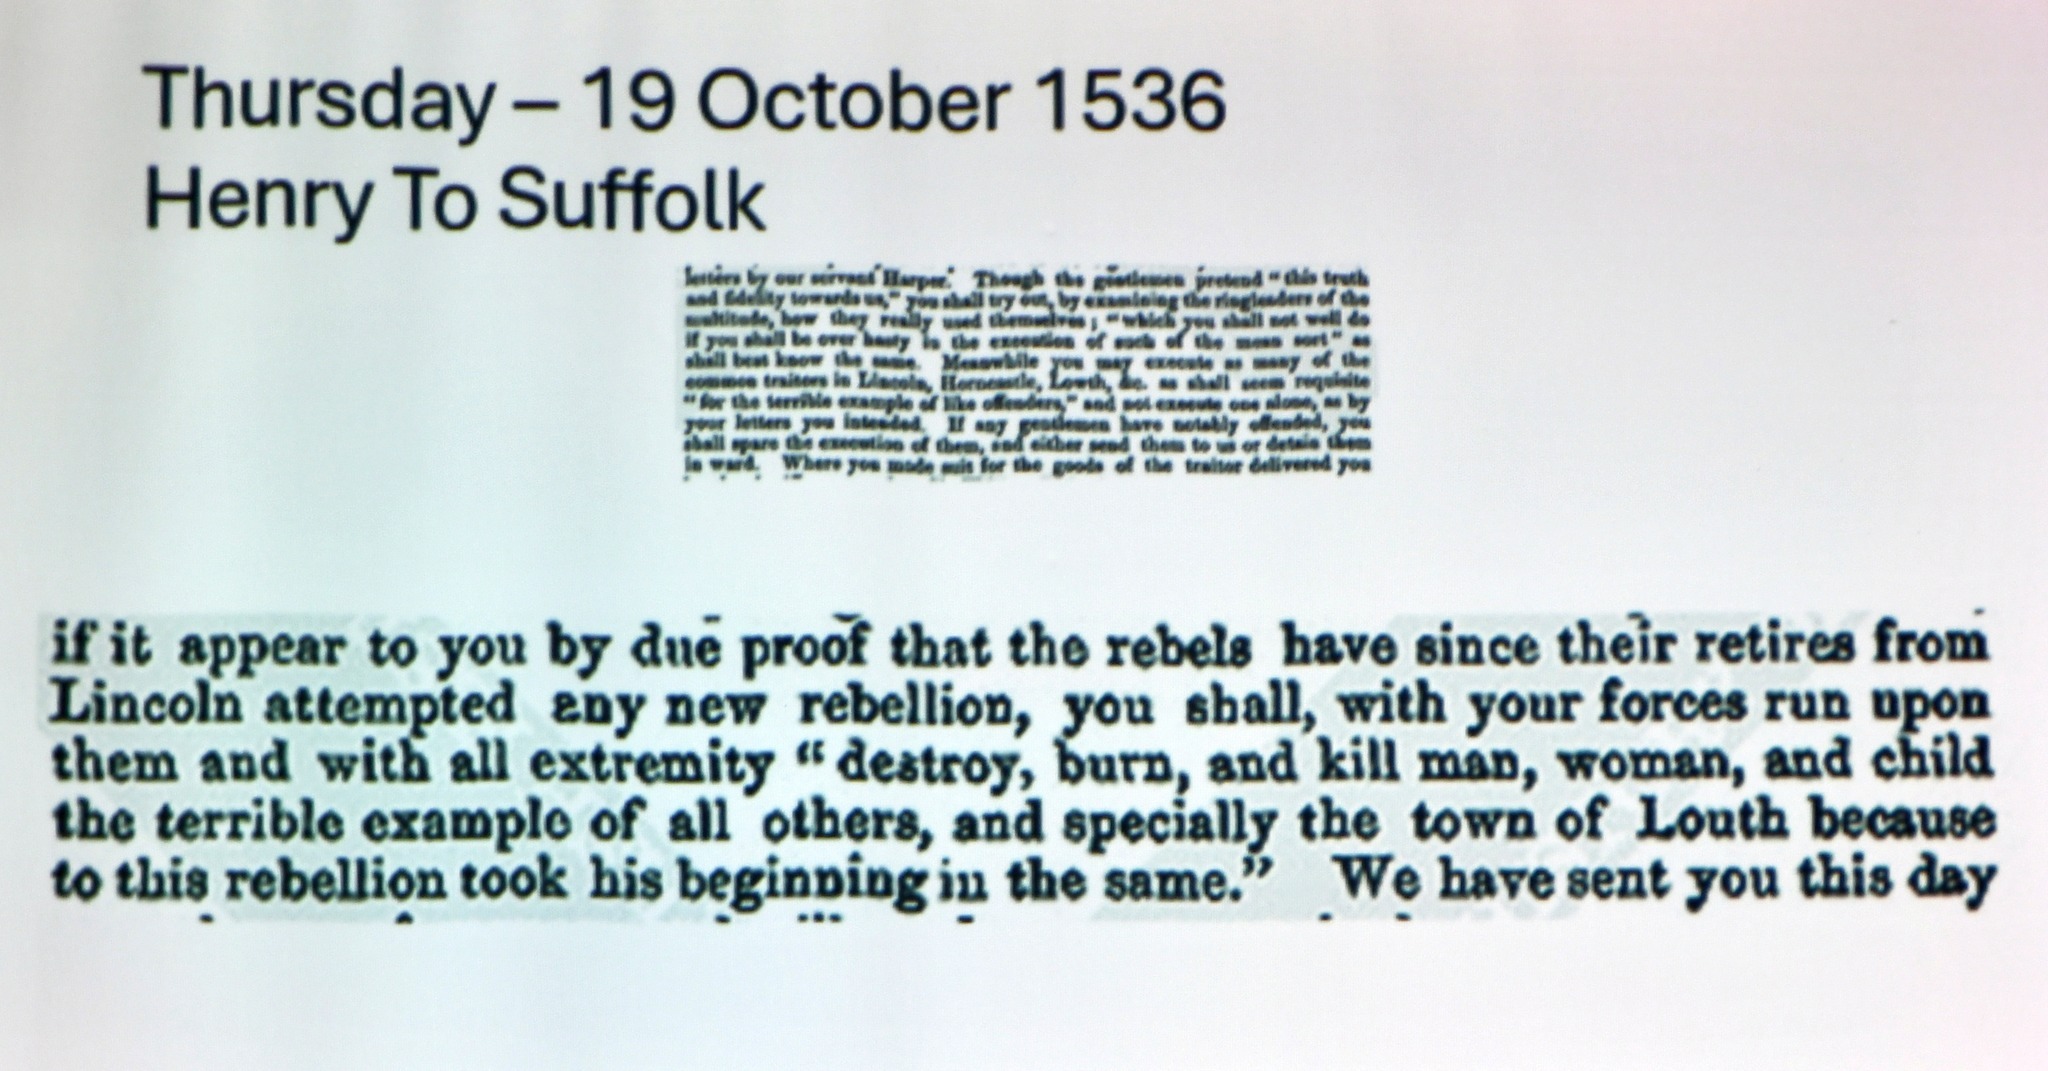 Thursday – 19 October 1536
Henry To Suffolk
letters by our servant Harper. Though the gentlemen pretend “this truth
and fidelity towards us,” you shall try out, by examining the ringleaders of the
multitude, how they really used themselves; “which you shall not well do
if you shall be over hasty in the execution of such of the mean sort” as
shall best know the same. Meanwhile you may execute as many of the
common traitors in Lincoln, Horncastle, Lowth, &c. as shall seem requisite
“for the terrible example of like offenders,” and not execute one alone, as by
your letters you intended. If any gentlemen have notably offended, you
shall spare the execution of them, and either send them to us or detain them
in ward. Where you made suit for the goods of the traitor delivered you
if it appear to you by due proof that the rebels have since their retires from
Lincoln attempted any new rebellion, you shall, with your forces run upon
them and with all extremity “destroy, burn, and kill man, woman, and child
the terrible example of all others, and specially the town of Louth because
to this rebellion took his beginning in the same.” We have sent you this day